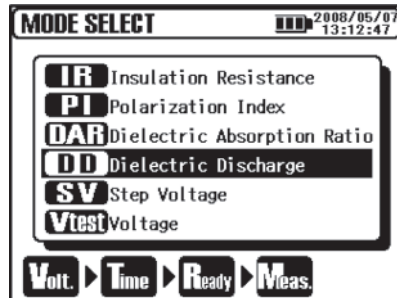 MODE SELECT 2008/05/07
13:12:47
IR Insulation Resistance
PI Polarization Index
DAR Dielectric Absorption Ratio
DD Dielectric Discharge
SV Step Voltage
Vtest Voltage
Volt. Time Ready Meas.